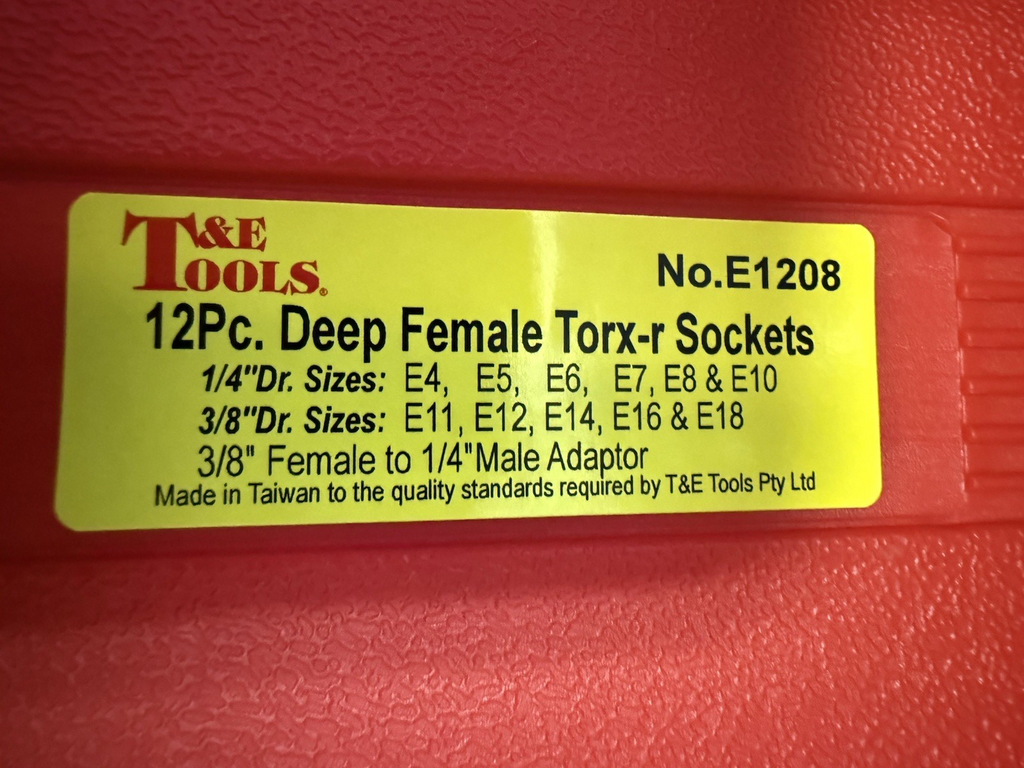 T&E
TOOLS.
No.E1208
12Pc. Deep Female Torx-r Sockets
1/4"Dr. Sizes: E4, E5, E6, E7, E8 & E10
3/8"Dr. Sizes: E11, E12, E14, E16 & E18
3/8" Female to 1/4"Male Adaptor
Made in Taiwan to the quality standards required by T&E Tools Pty Ltd